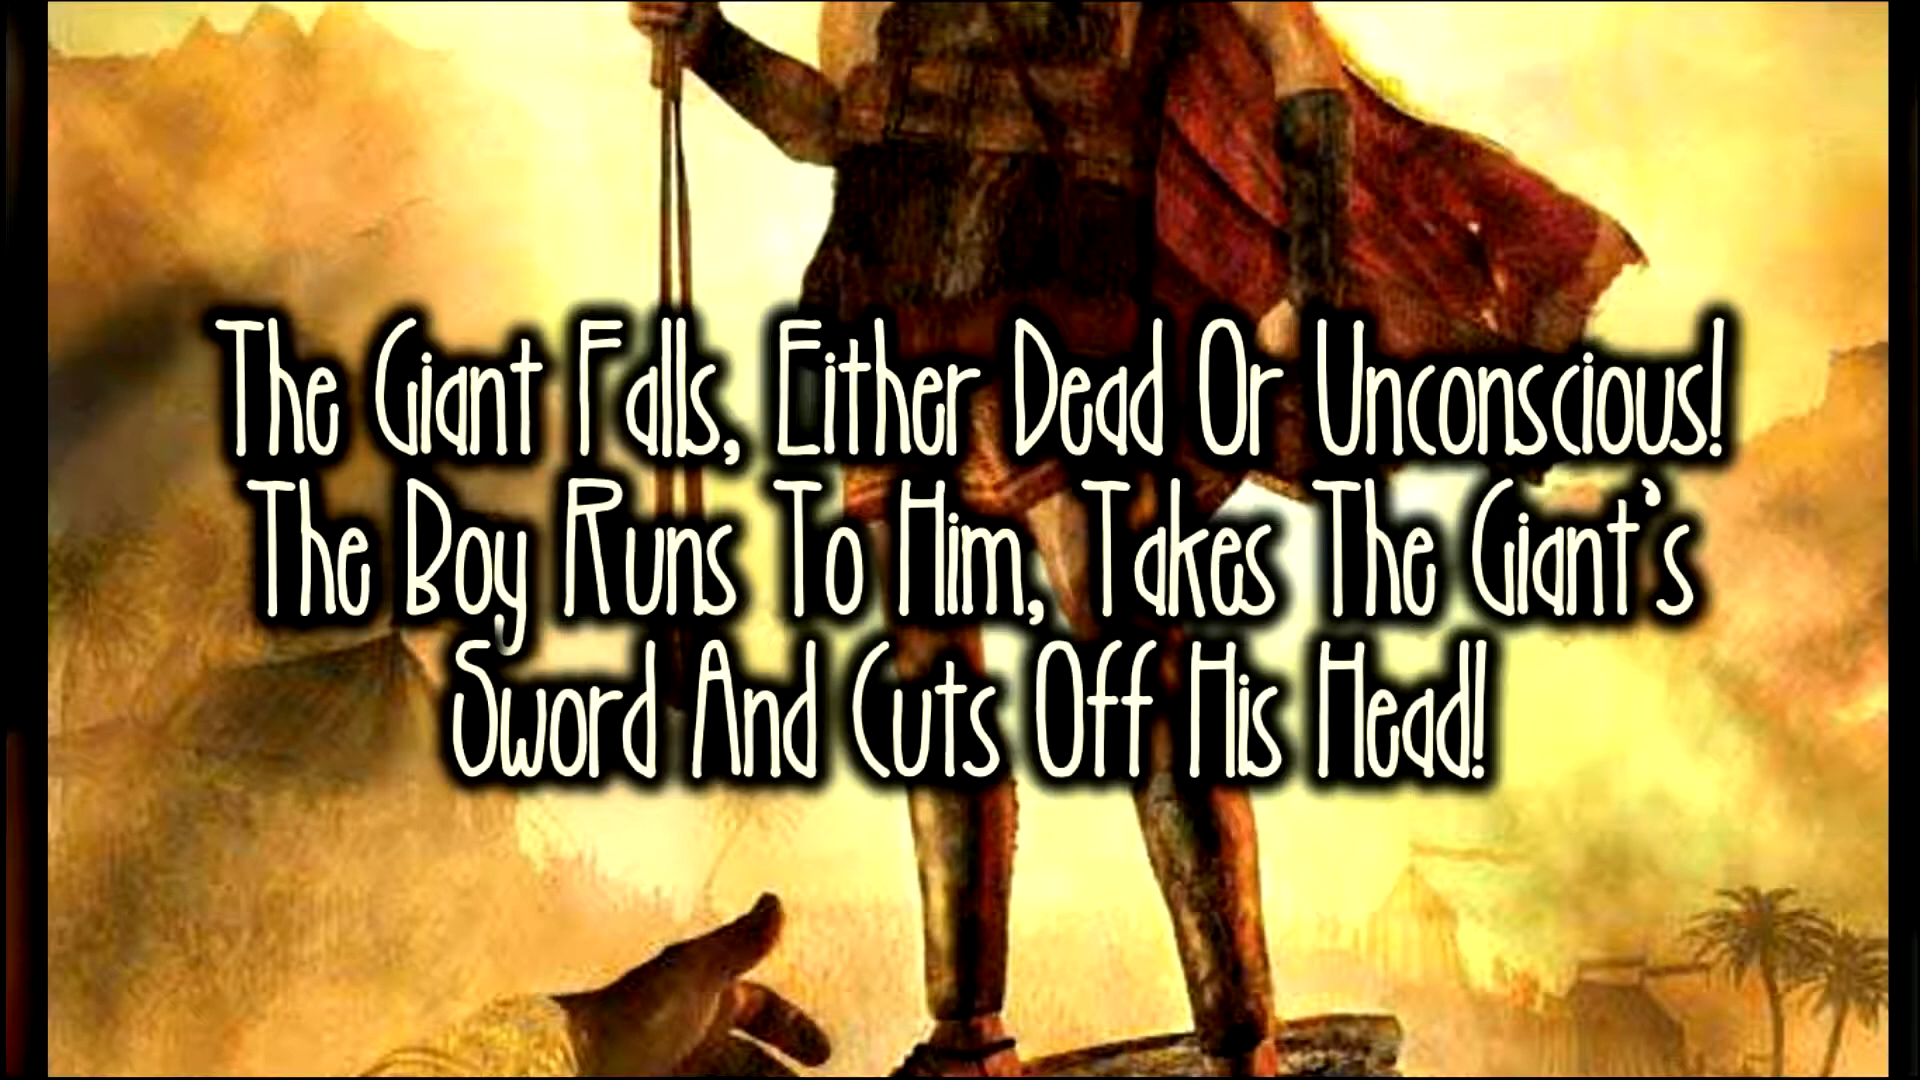 The Giant Falls, Either Dead Or Unconscious!
The Boy Runs To Him, Takes The Giant's
Sword And Cuts Off His Head!